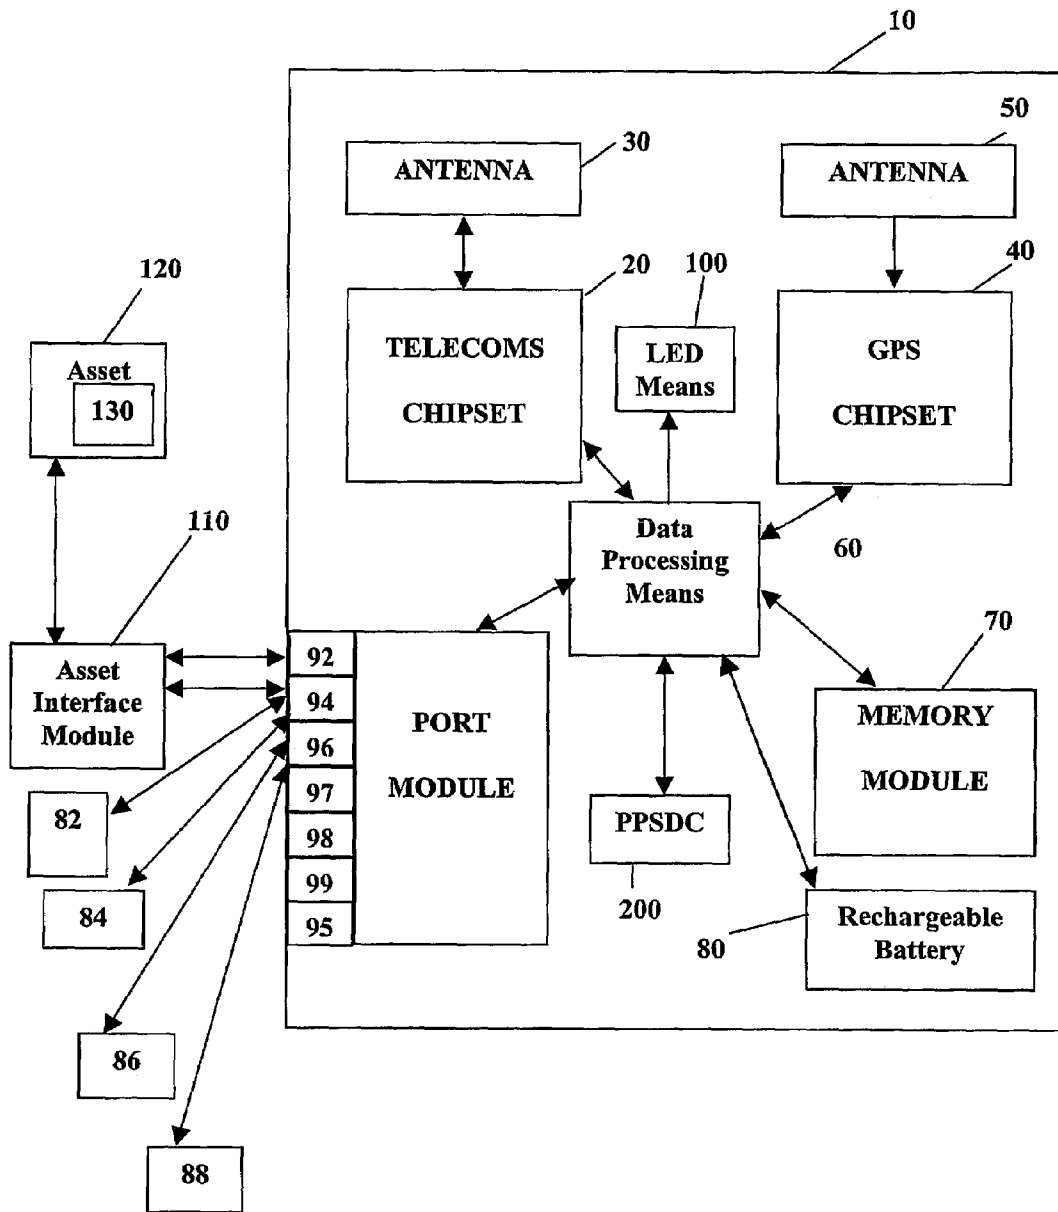 10
50
30
ANTENNA
ANTENNA
20
100
40
120
TELECOMS
CHIPSET
LED
Means
GPS
CHIPSET
Asset
130
110
Data
Processing
Means
60
70
Asset
Interface
Module
92
94
96
97
98
99
95
PORT
MODULE
MEMORY
MODULE
82
PPSDC
84
200
80
Rechargeable
Battery
86
88